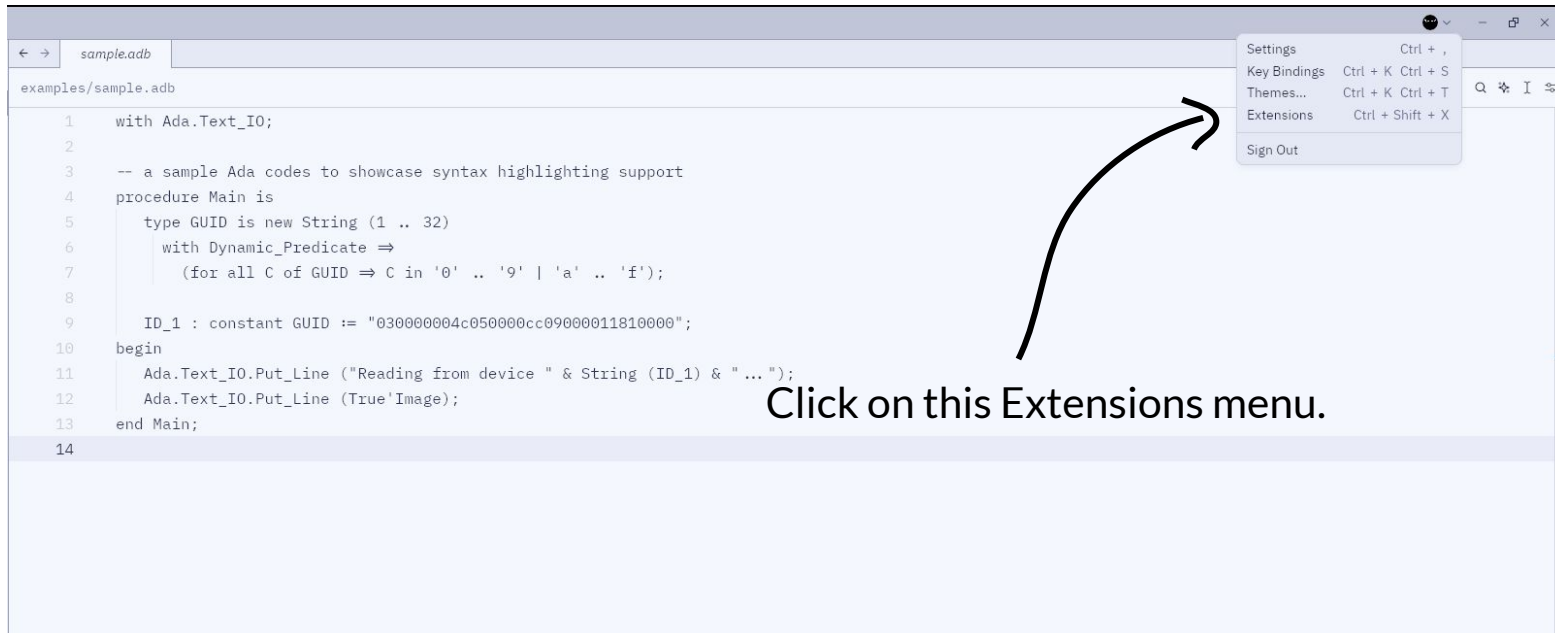 sample.adb
Settings Ctrl + ,
Key Bindings Ctrl + K Ctrl + S
Themes... Ctrl + K Ctrl + T
Extensions Ctrl + Shift + X
Sign Out
examples/sample.adb
1 with Ada.Text_IO;
2
3 -- a sample Ada codes to showcase syntax highlighting support
4 procedure Main is
5 type GUID is new String (1 .. 32)
6 with Dynamic_Predicate ⇒
7 (for all C of GUID ⇒ C in '0' .. '9' | 'a' .. 'f');
8
9 ID_1 : constant GUID := "030000004c050000cc09000011810000";
10 begin
11 Ada.Text_IO.Put_Line ("Reading from device " & String (ID_1) & "...");
12 Ada.Text_IO.Put_Line (True'Image);
13 end Main;
14
Click on this Extensions menu.